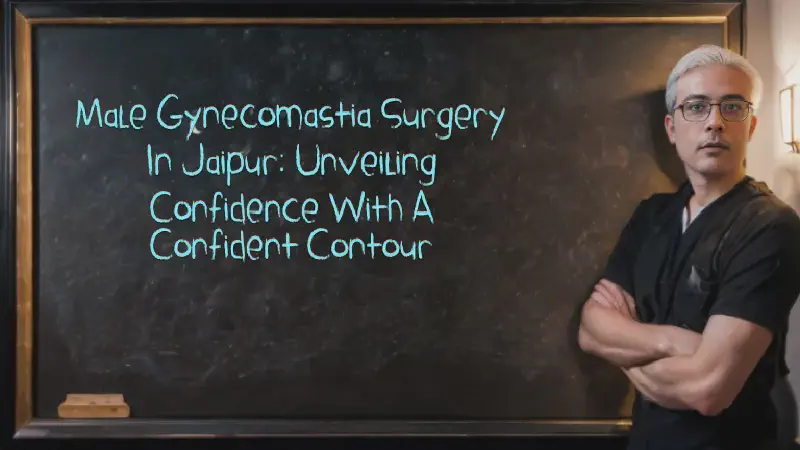 Male Gynecomastia Surgery
In Jaipur: Unveiling
Confidence With A
Confident Contour